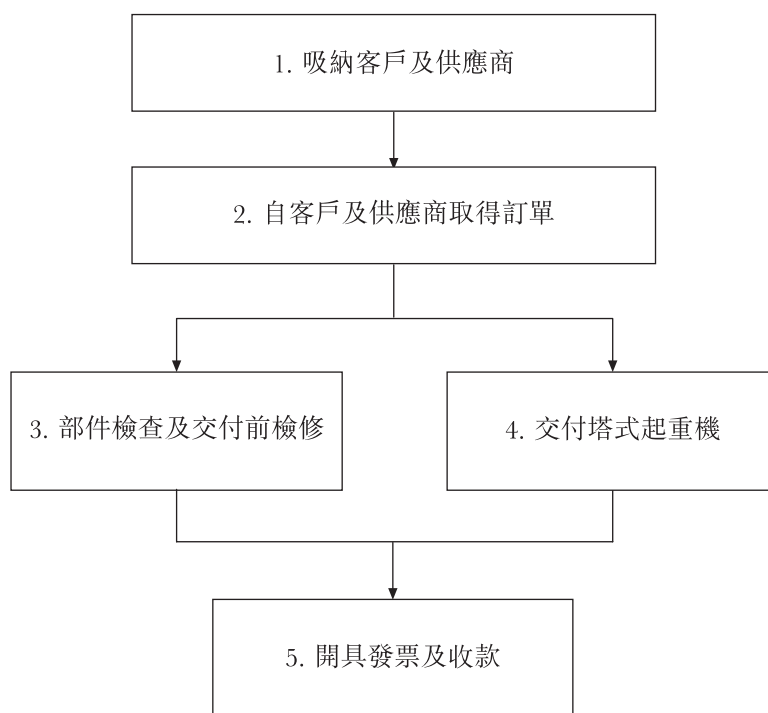 1. 吸納客戶及供應商
2. 自客戶及供應商取得訂單
3. 部件檢查及交付前檢修
4. 交付塔式起重機
5. 開具發票及收款